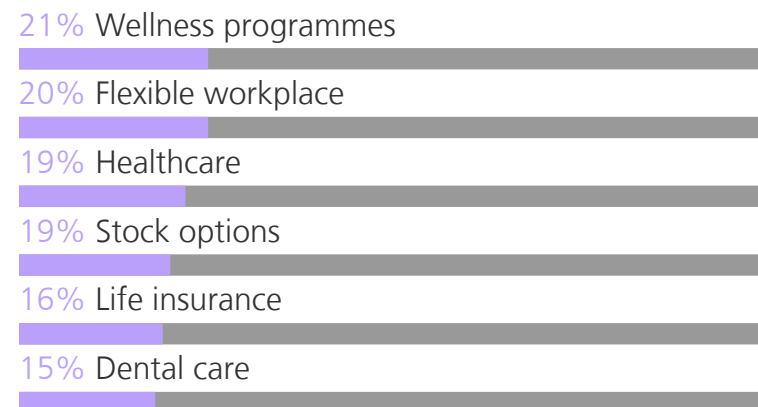 21% Wellness programmes
20% Flexible workplace
19% Healthcare
19% Stock options
16% Life insurance
15% Dental care